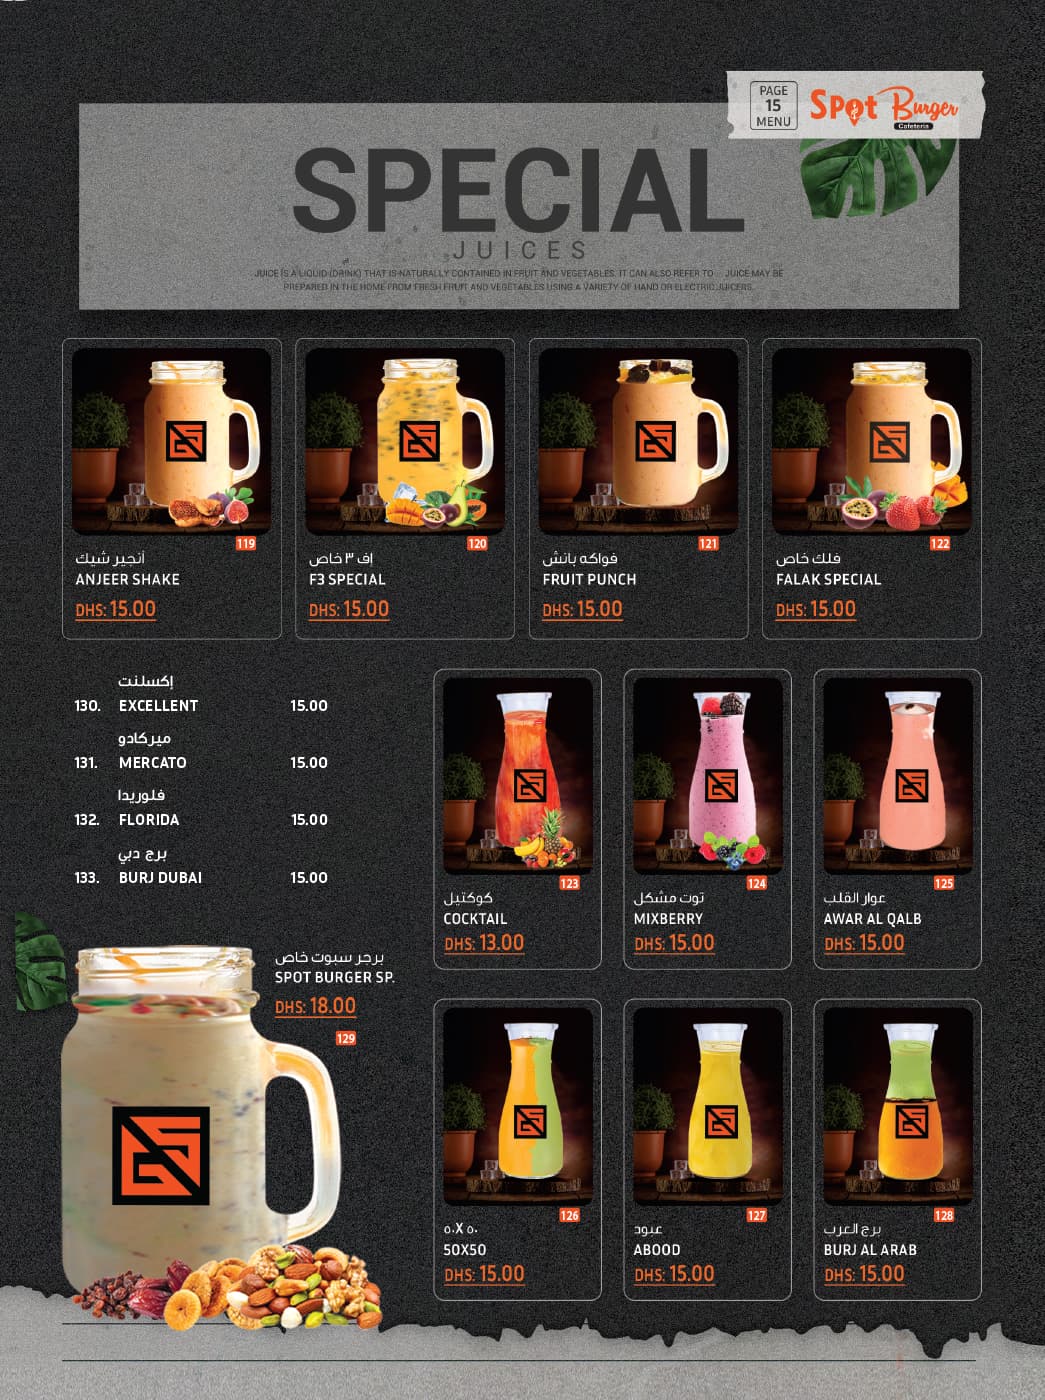 PAGE
15
MENU
Spot Burger
Cafeteria
SPECIAL
JUICES
JUICE IS A LIQUID (DRINK) THAT IS NATURALLY CONTAINED IN FRUIT AND VEGETABLES. IT CAN ALSO REFER TO ... JUICE MAY BE
PREPARED IN THE HOME FROM FRESH FRUIT AND VEGETABLES USING A VARIETY OF HAND OR ELECTRIC JUICERS.
119
أنجير شيك
ANJEER SHAKE
DHS: 15.00
120
إف ٣ خاص
F3 SPECIAL
DHS: 15.00
121
فواكه بانش
FRUIT PUNCH
DHS: 15.00
122
فلك خاص
FALAK SPECIAL
DHS: 15.00
إكسلنت
130. EXCELLENT 15.00
ميركادو
131. MERCATO 15.00
فلوريدا
132. FLORIDA 15.00
برج دبي
133. BURJ DUBAI 15.00
برجر سبوت خاص
SPOT BURGER SP.
DHS: 18.00
129
123
كوكتيل
COCKTAIL
DHS: 13.00
124
توت مشكل
MIXBERRY
DHS: 15.00
125
عوار القلب
AWAR AL QALB
DHS: 15.00
126
٥٠X٥٠
50X50
DHS: 15.00
127
عبود
ABOOD
DHS: 15.00
128
برج العرب
BURJ AL ARAB
DHS: 15.00